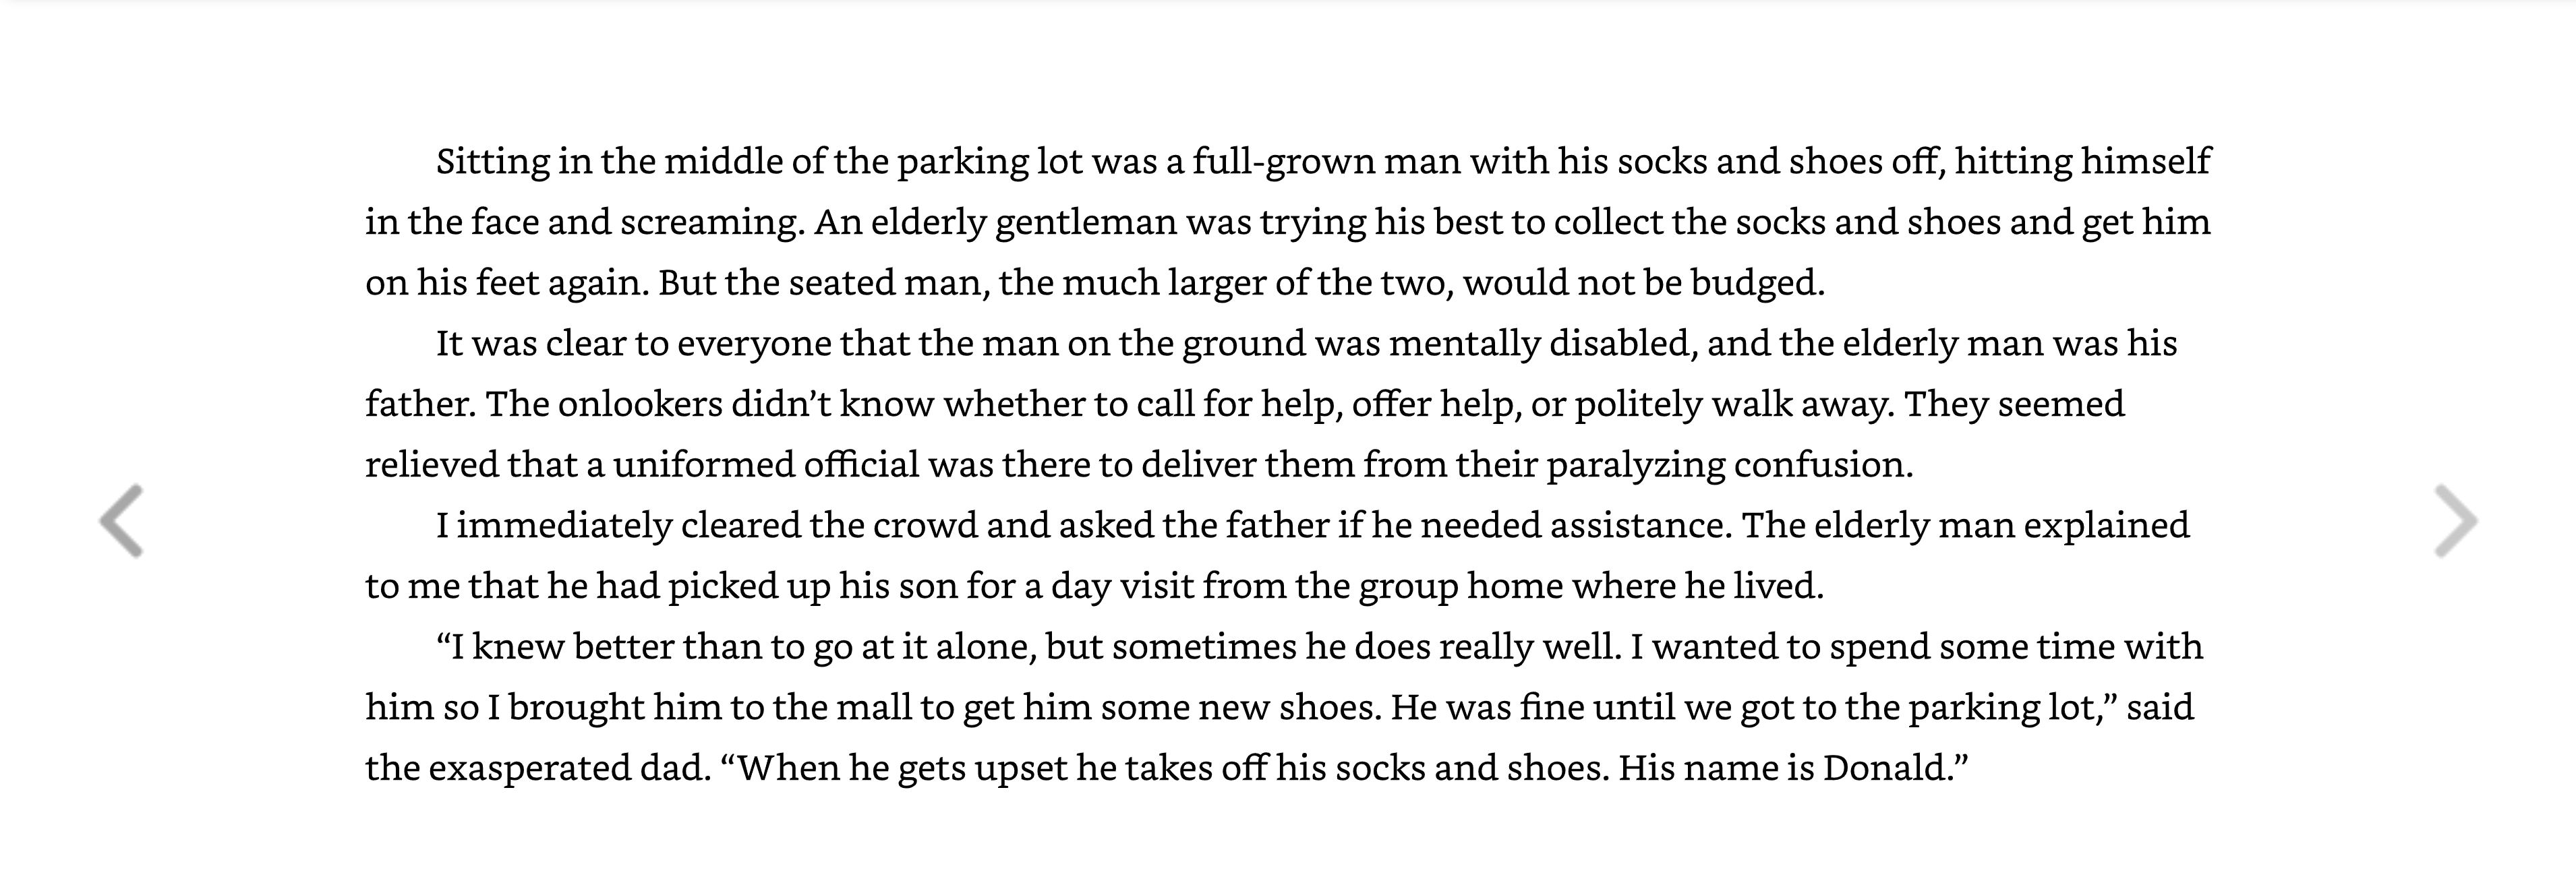 Sitting in the middle of the parking lot was a full-grown man with his socks and shoes off, hitting himself
in the face and screaming. An elderly gentleman was trying his best to collect the socks and shoes and get him
on his feet again. But the seated man, the much larger of the two, would not be budged.
It was clear to everyone that the man on the ground was mentally disabled, and the elderly man was his
father. The onlookers didn’t know whether to call for help, offer help, or politely walk away. They seemed
relieved that a uniformed official was there to deliver them from their paralyzing confusion.
I immediately cleared the crowd and asked the father if he needed assistance. The elderly man explained
to me that he had picked up his son for a day visit from the group home where he lived.
“I knew better than to go at it alone, but sometimes he does really well. I wanted to spend some time with
him so I brought him to the mall to get him some new shoes. He was fine until we got to the parking lot,” said
the exasperated dad. “When he gets upset he takes off his socks and shoes. His name is Donald.”